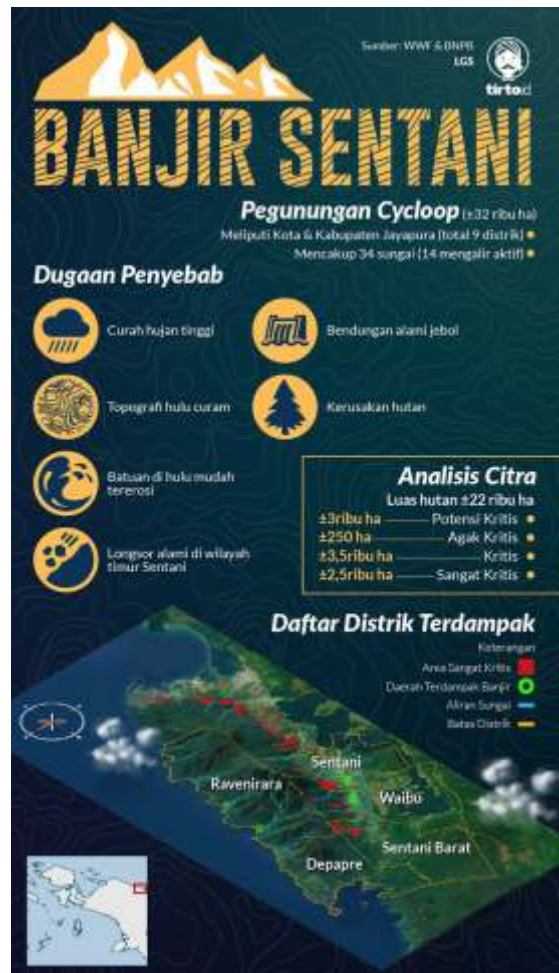 Sumber: WWF & BNPB
LGS
tirto.id
BANJIR SENTANI
Pegunungan Cycloop (±32 ribu ha)
Meliputi Kota & Kabupaten Jayapura (total 9 distrik)
Mencakup 34 sungai (14 mengalir aktif)
Dugaan Penyebab
Curah hujan tinggi
Bendungan alami jebol
Topografi hulu curam
Kerusakan hutan
Batuan di hulu mudah
tererosi
Longsor alami di wilayah
timur Sentani
Analisis Citra
Luas hutan ±22 ribu ha
±3ribu ha Potensi Kritis
±250 ha Agak Kritis
±3,5ribu ha Kritis
±2,5ribu ha Sangat Kritis
Daftar Distrik Terdampak
Keterangan
Area Sangat Kritis
Daerah Terdampak Banjir
Aliran Sungai
Batas Distrik
Sentani
Ravenirara
Waibu
Sentani Barat
Depapre